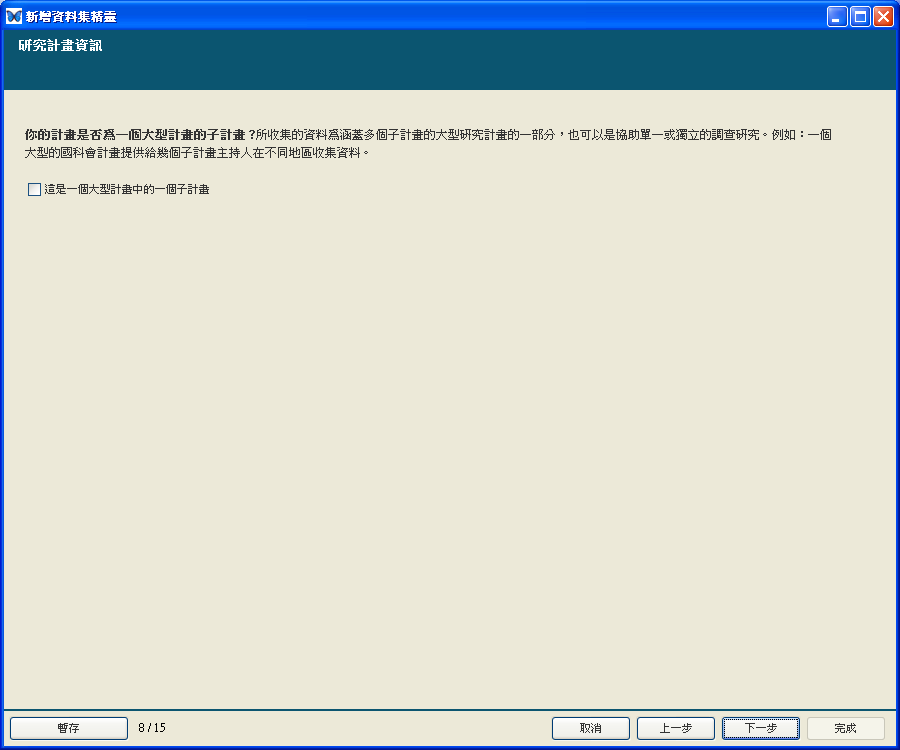 新增資料集精靈
研究計畫資訊
你的計畫是否為一個大型計畫的子計畫？所收集的資料為涵蓋多個子計畫的大型研究計畫的一部分，也可以是協助單一或獨立的調查研究。例如：一個
大型的國科會計畫提供給幾個子計畫主持人在不同地區收集資料。
這是一個大型計畫中的一個子計畫
暫存 8 / 15 取消 上一步 下一步 完成